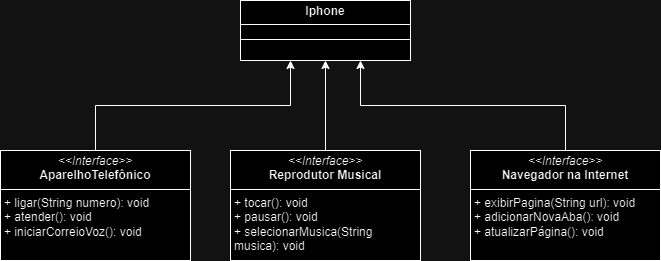 Iphone
<<Interface>>
AparelhoTelefônico
+ ligar(String numero): void
+ atender(): void
+ iniciarCorreioVoz(): void
<<Interface>>
Reprodutor Musical
+ tocar(): void
+ pausar(): void
+ selecionarMusica(String
musica): void
<<Interface>>
Navegador na Internet
+ exibirPagina(String url): void
+ adicionarNovaAba(): void
+ atualizarPágina(): void